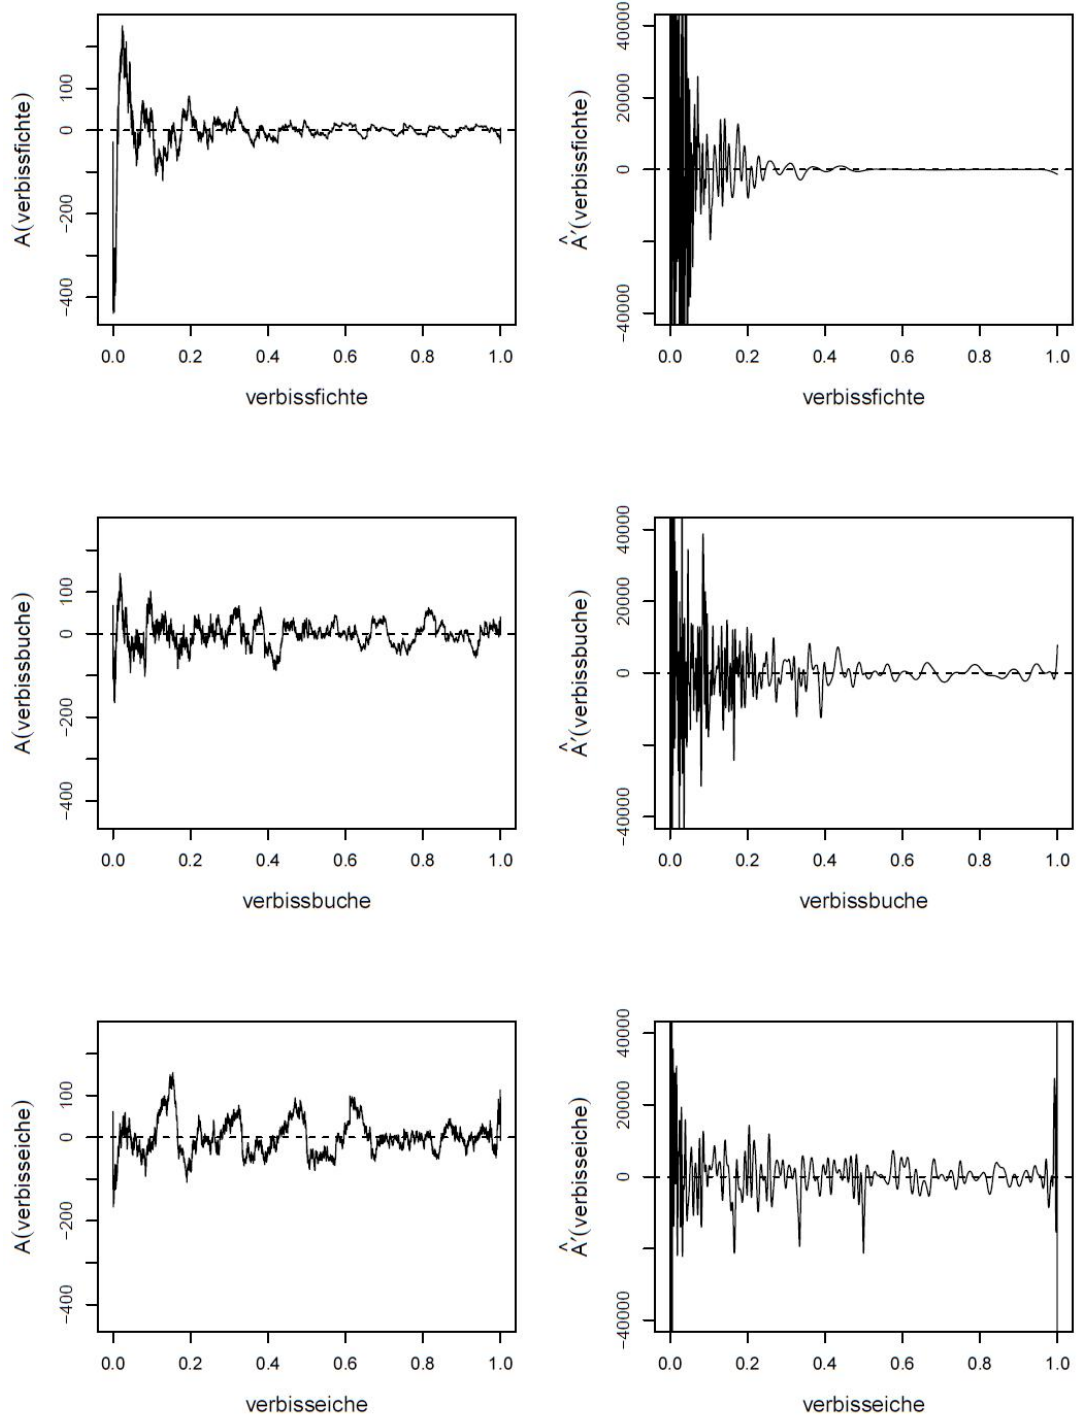 A(verbissfichte)
100
0
−200
−400
0.0 0.2 0.4 0.6 0.8 1.0
verbissfichte
Â′(verbissfichte)
40000
20000
0
−40000
0.0 0.2 0.4 0.6 0.8 1.0
verbissfichte
A(verbissbuche)
100
0
−200
−400
0.0 0.2 0.4 0.6 0.8 1.0
verbissbuche
Â′(verbissbuche)
40000
20000
0
−40000
0.0 0.2 0.4 0.6 0.8 1.0
verbissbuche
A(verbisseiche)
100
0
−200
−400
0.0 0.2 0.4 0.6 0.8 1.0
verbisseiche
Â′(verbisseiche)
40000
20000
0
−40000
0.0 0.2 0.4 0.6 0.8 1.0
verbisseiche